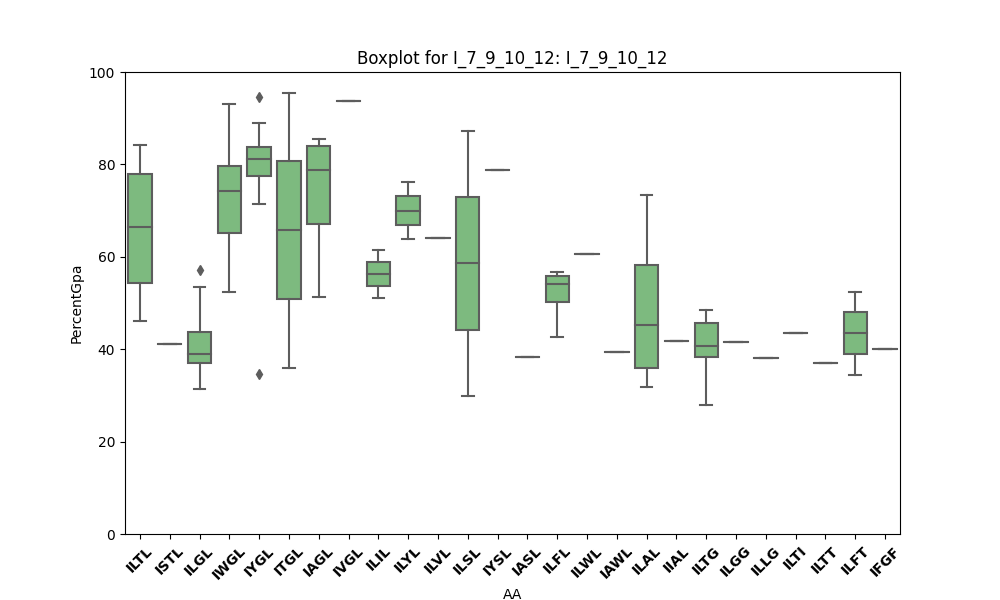 Boxplot for I_7_9_10_12: I_7_9_10_12
PercentGpa
100
80
60
40
20
0
ILTL ISTL ILGL IWGL IYGL ITGL IAGL IVGL ILIL ILYL ILVL ILSL IYSL IASL ILFL ILWL IAWL ILAL IIAL ILTG ILGG ILLG ILTI ILTT ILFT IFGF
AA